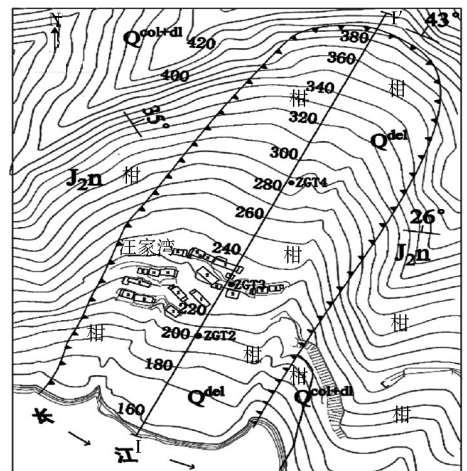 N
Q col+dl
420
400
I'
43°
380
360
340
320
300
280
260
240
220
200
180
160
柑
柑
35°
Q del
J₂n
柑
ZGT4
26°
J₂n
汪家湾
柑
ZGT3
柑
柑
ZGT2
柑
柑
Q del
Q col+dl
柑
长
江
I